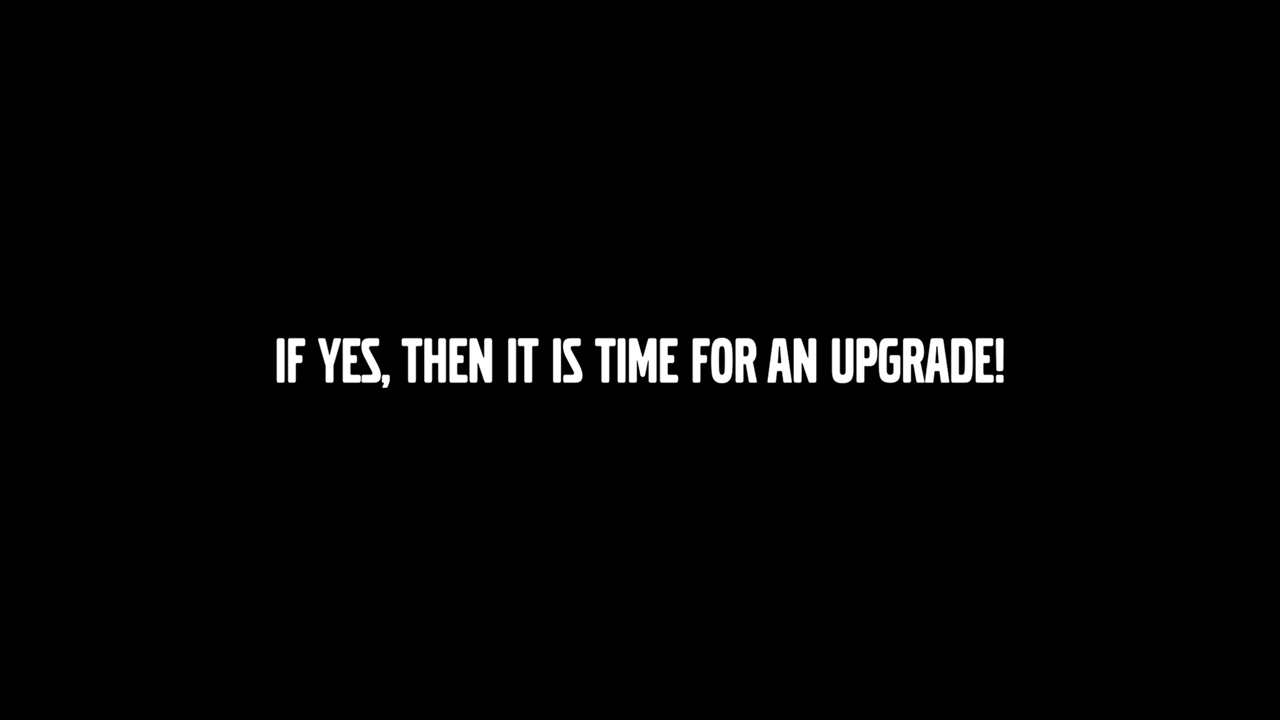 IF YES, THEN IT IS TIME FOR AN UPGRADE!